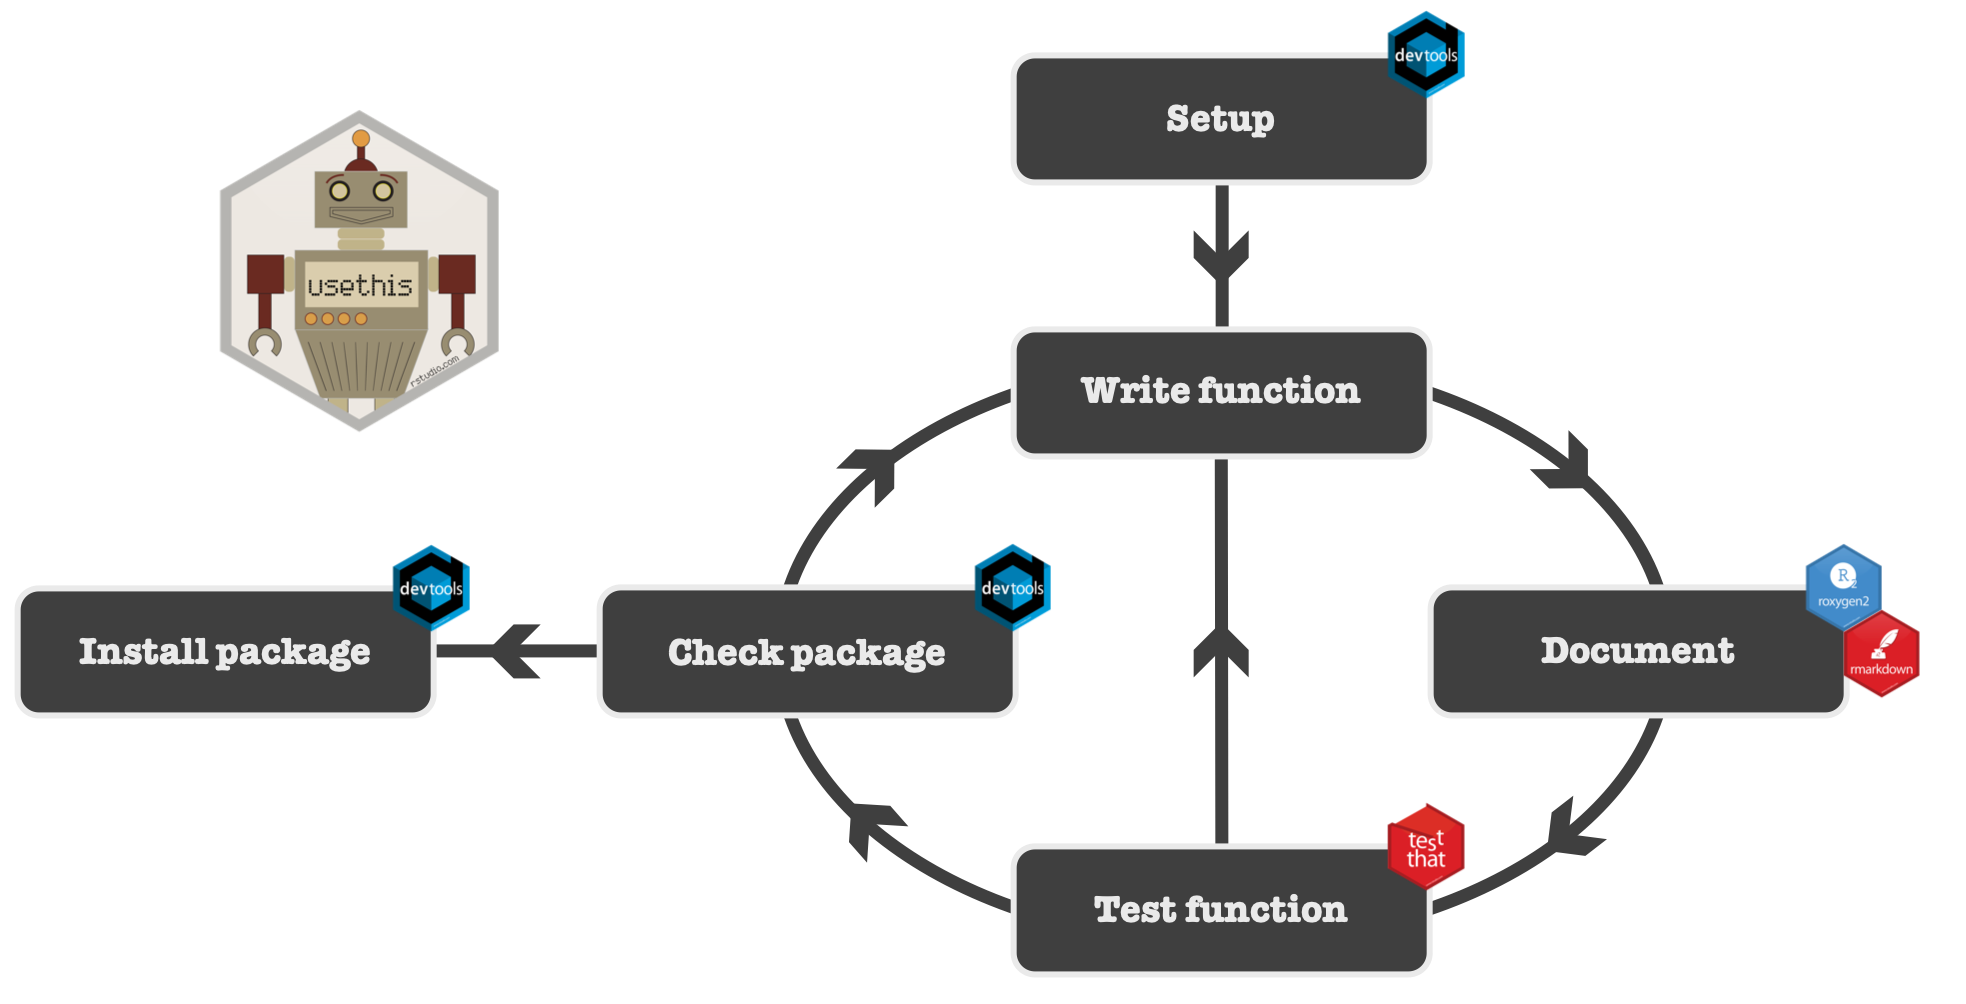 devtools
Setup
usethis
rstudio.com
Write function
devtools
Install package
devtools
Check package
R2
roxygen2
Document
rmarkdown
test
that
Test function